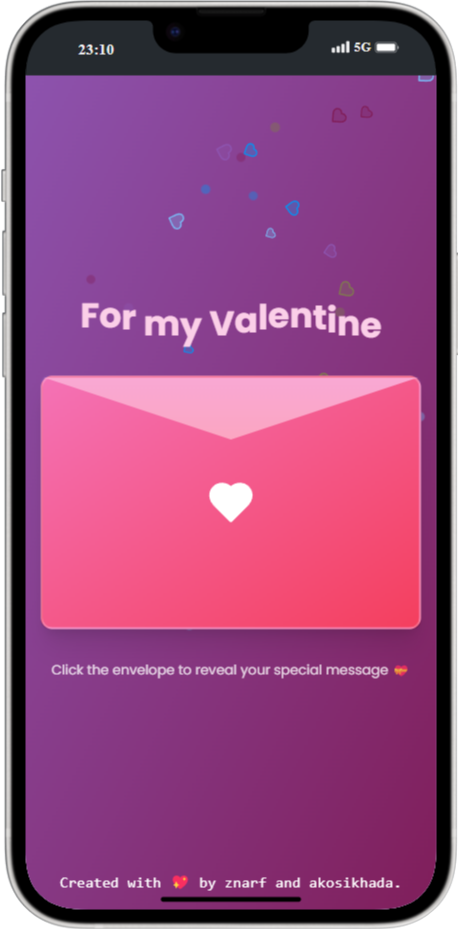 23:10 5G
For my Valentine
Click the envelope to reveal your special message 💝
Created with 💖 by znarf and akosikhada.